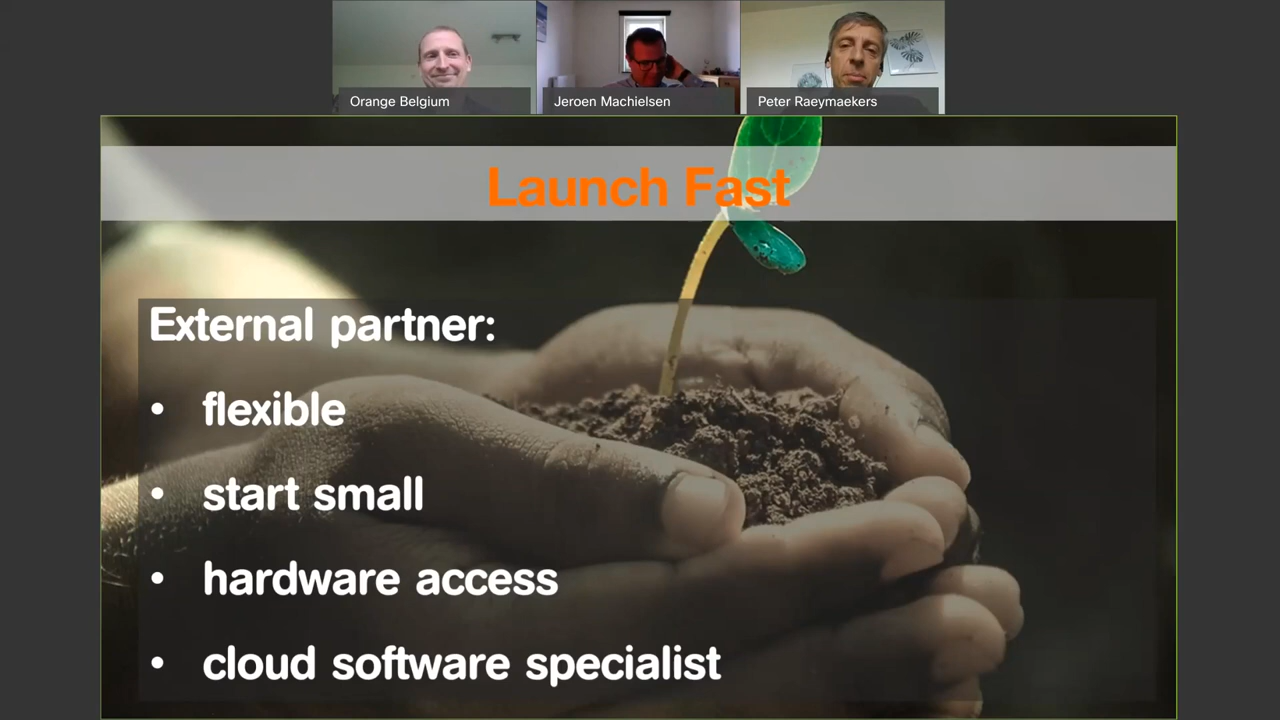 Orange Belgium
Jeroen Machielsen
Peter Raeymaekers
Launch Fast
External partner:
• flexible
• start small
• hardware access
• cloud software specialist